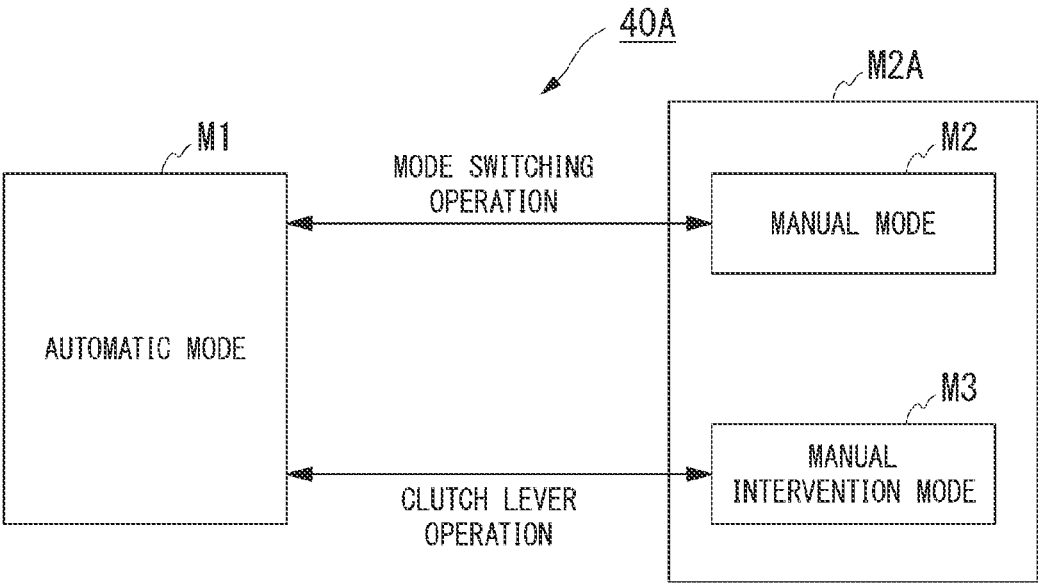 40A
M2A
M1
M2
MODE SWITCHING
OPERATION
MANUAL MODE
AUTOMATIC MODE
M3
MANUAL
INTERVENTION MODE
CLUTCH LEVER
OPERATION